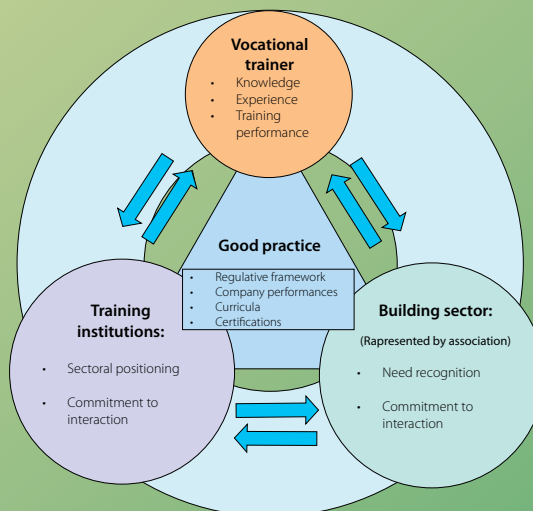 Vocational
trainer
• Knowledge
• Experience
• Training
performance
Good practice
• Regulative framework
• Company performances
• Curricula
• Certifications
Training
institutions:
• Sectoral positioning
• Commitment to
interaction
Building sector:
(Rapresented by association)
• Need recognition
• Commitment to
interaction